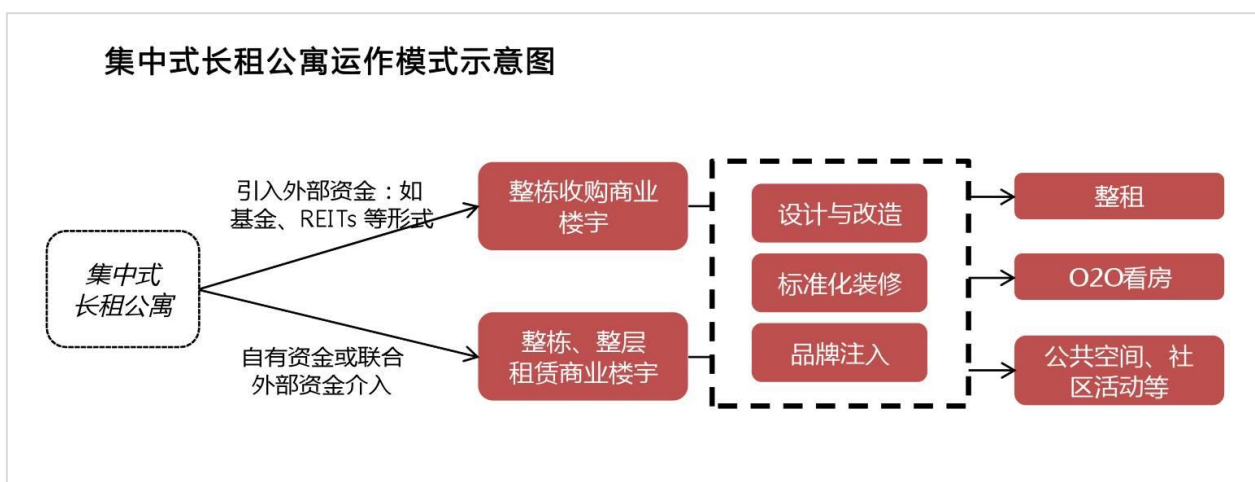 集中式长租公寓运作模式示意图
引入外部资金：如
基金、REITs 等形式
整栋收购商业
楼宇
集中式
长租公寓
自有资金或联合
外部资金介入
整栋、整层
租赁商业楼宇
设计与改造
标准化装修
品牌注入
整租
O2O看房
公共空间、社
区活动等